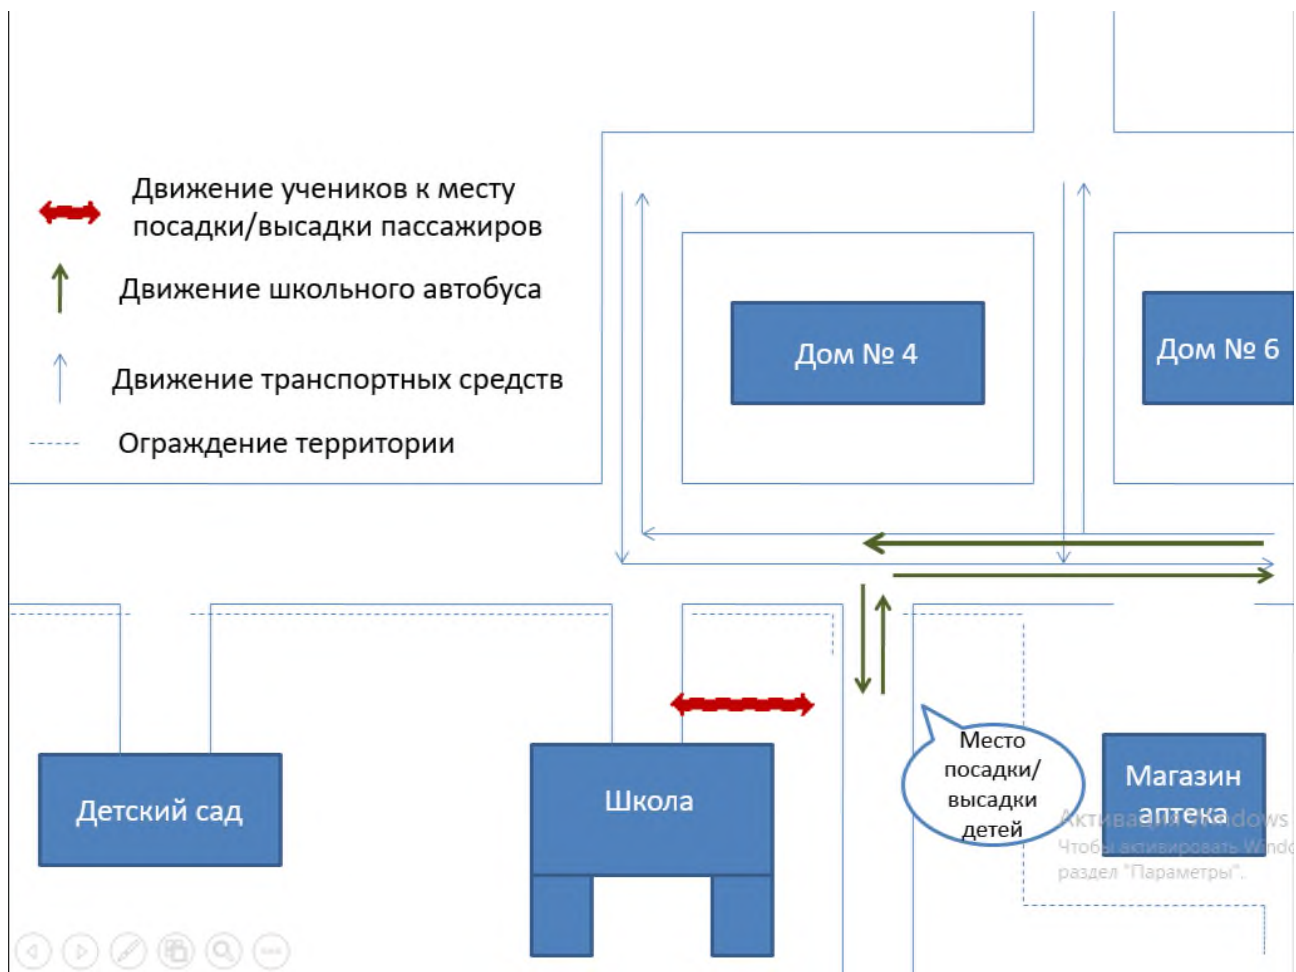 Движение учеников к месту
посадки/высадки пассажиров
Движение школьного автобуса
Движение транспортных средств
Ограждение территории
Дом № 4
Дом № 6
Детский сад
Школа
Место
посадки/
высадки
детей
Магазин
аптека
Активация Windows
Чтобы активировать Windo
раздел "Параметры".